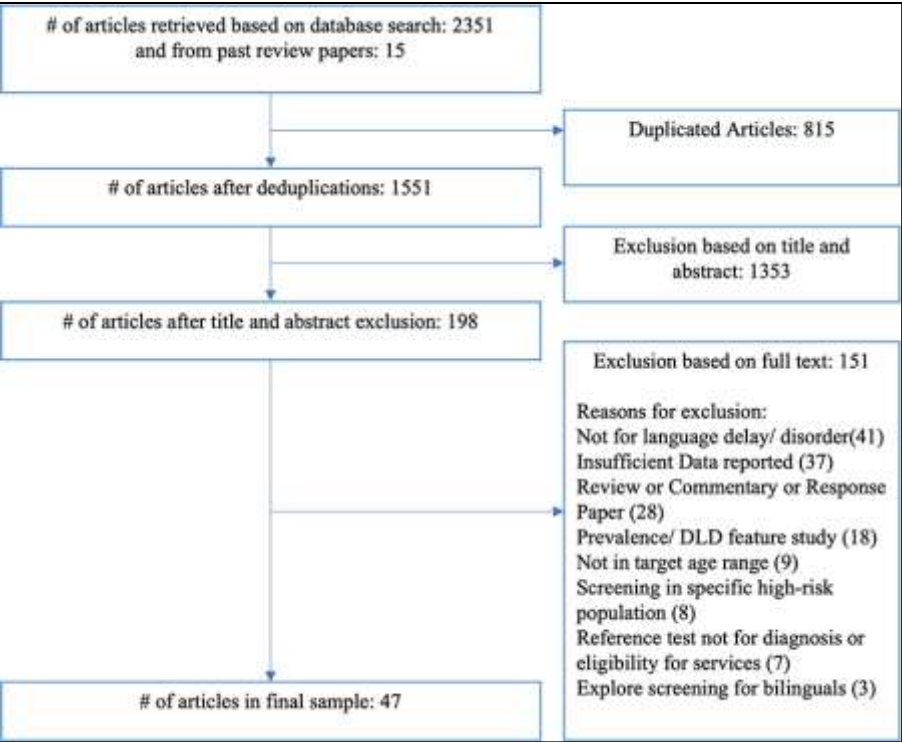 # of articles retrieved based on database search: 2351
and from past review papers: 15
Duplicated Articles: 815
# of articles after deduplications: 1551
Exclusion based on title and
abstract: 1353
# of articles after title and abstract exclusion: 198
Exclusion based on full text: 151
Reasons for exclusion:
Not for language delay/ disorder(41)
Insufficient Data reported (37)
Review or Commentary or Response
Paper (28)
Prevalence/ DLD feature study (18)
Not in target age range (9)
Screening in specific high-risk
population (8)
Reference test not for diagnosis or
eligibility for services (7)
Explore screening for bilinguals (3)
# of articles in final sample: 47